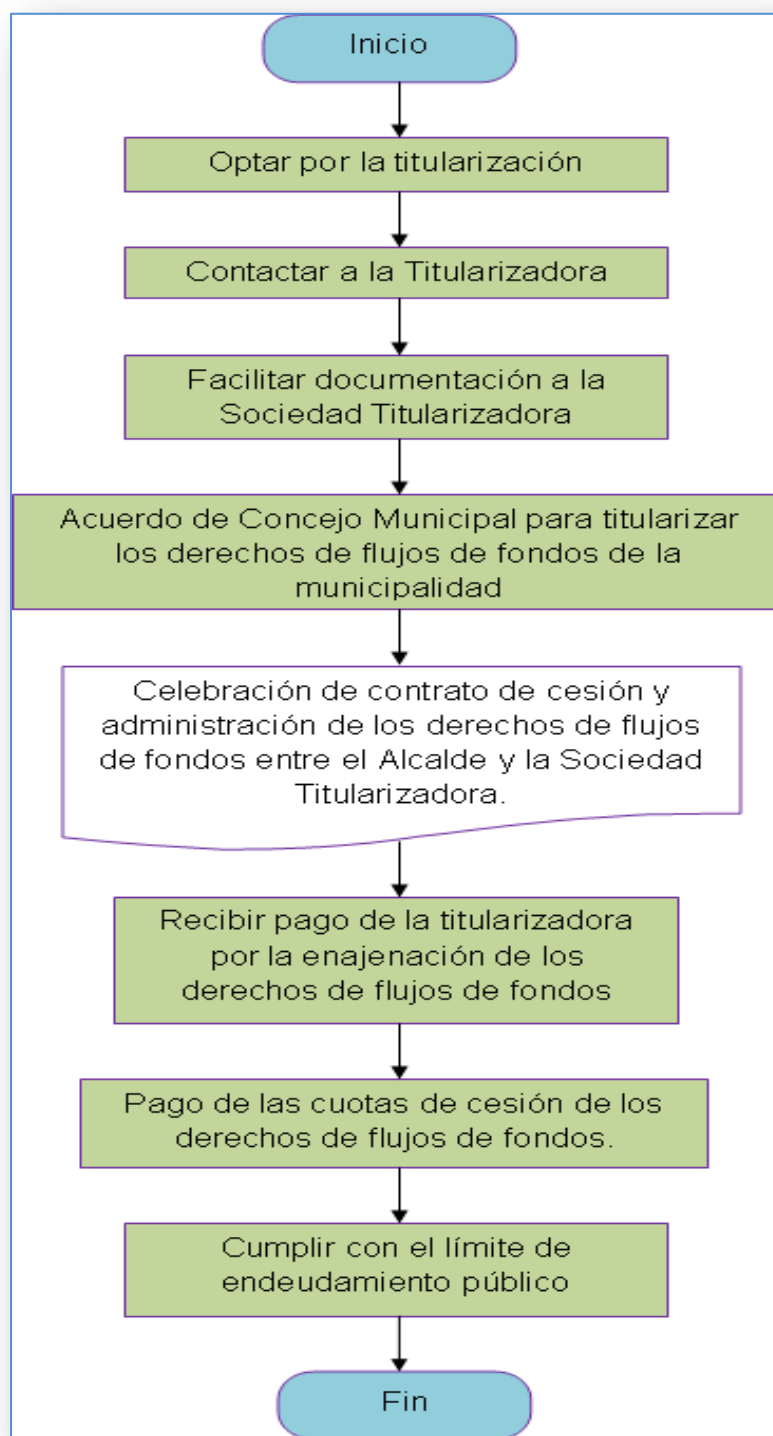 Inicio
Optar por la titularización
Contactar a la Titularizadora
Facilitar documentación a la
Sociedad Titularizadora
Acuerdo de Concejo Municipal para titularizar
los derechos de flujos de fondos de la
municipalidad
Celebración de contrato de cesión y
administración de los derechos de flujos
de fondos entre el Alcalde y la Sociedad
Titularizadora.
Recibir pago de la titularizadora
por la enajenación de los
derechos de flujos de fondos
Pago de las cuotas de cesión de los
derechos de flujos de fondos.
Cumplir con el límite de
endeudamiento público
Fin